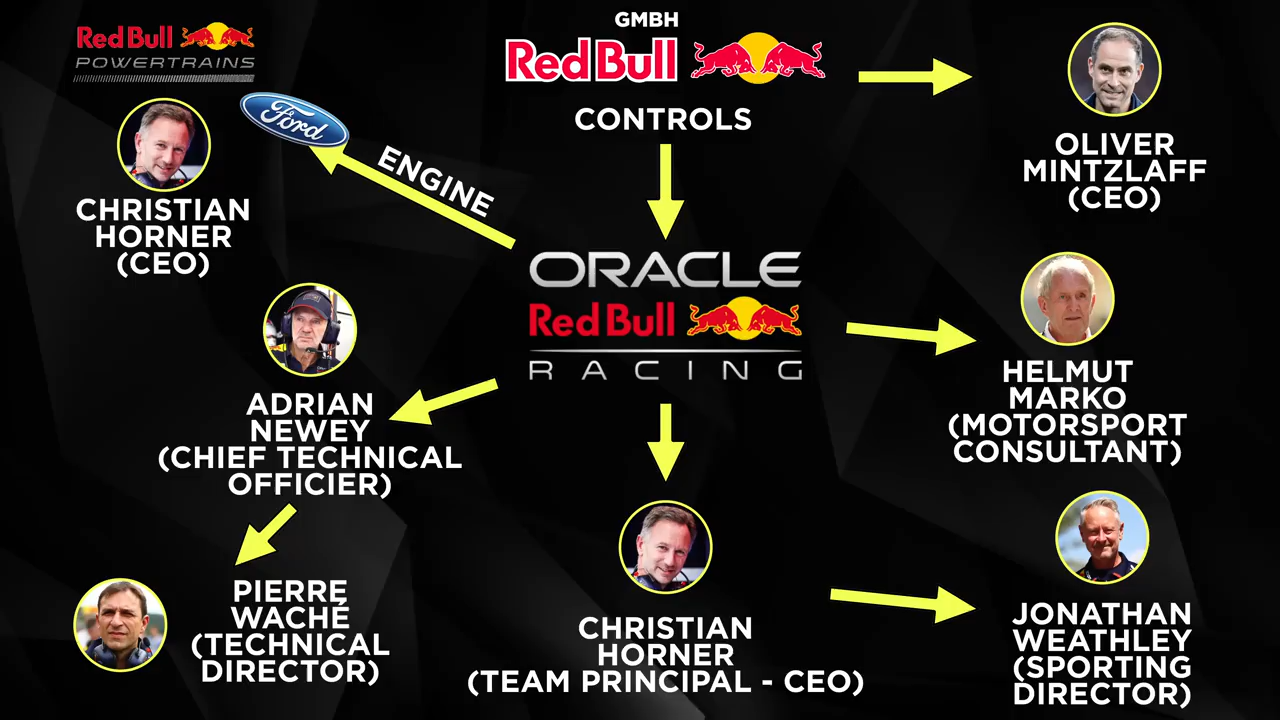 GMBH
Red Bull
CONTROLS
Red Bull
POWERTRAINS
Ford
ENGINE
CHRISTIAN
HORNER
(CEO)
OLIVER
MINTZLAFF
(CEO)
ORACLE
Red Bull
RACING
ADRIAN
NEWEY
(CHIEF TECHNICAL
OFFICIER)
HELMUT
MARKO
(MOTORSPORT
CONSULTANT)
PIERRE
WACHÉ
(TECHNICAL
DIRECTOR)
CHRISTIAN
HORNER
(TEAM PRINCIPAL - CEO)
JONATHAN
WEATHLEY
(SPORTING
DIRECTOR)